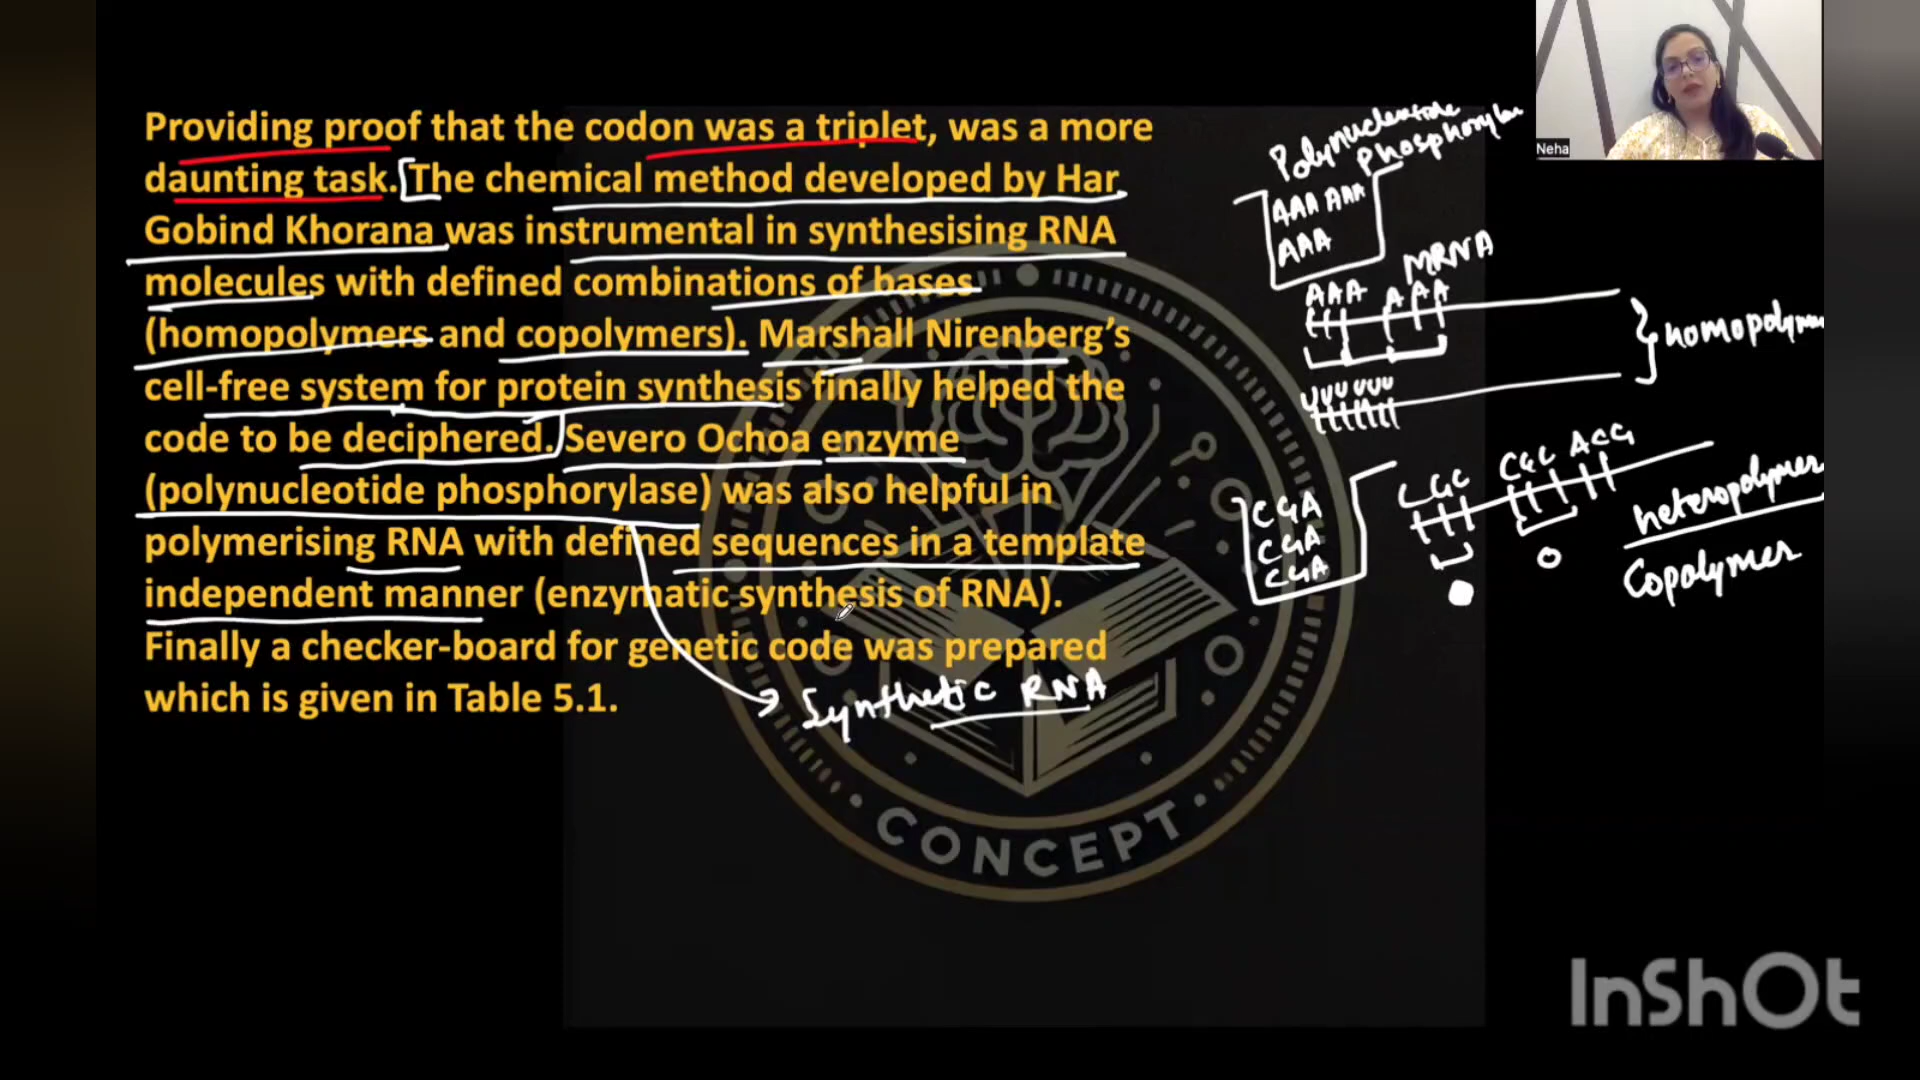 Providing proof that the codon was a triplet, was a more
daunting task. The chemical method developed by Har
Gobind Khorana was instrumental in synthesising RNA
molecules with defined combinations of bases
(homopolymers and copolymers). Marshall Nirenberg’s
cell-free system for protein synthesis finally helped the
code to be deciphered. Severo Ochoa enzyme
(polynucleotide phosphorylase) was also helpful in
polymerising RNA with defined sequences in a template
independent manner (enzymatic synthesis of RNA).
Finally a checker-board for genetic code was prepared
which is given in Table 5.1.
Synthetic RNA
Polynucleotide
Phosphorylase
AAA AAA
AAA
MRNA
AAA A AA
homopolymer
UUU UUU
CGC ACG
CGA
CGA
CGA
heteropolymer
Copolymer
Neha
CONCEPT
InShOt